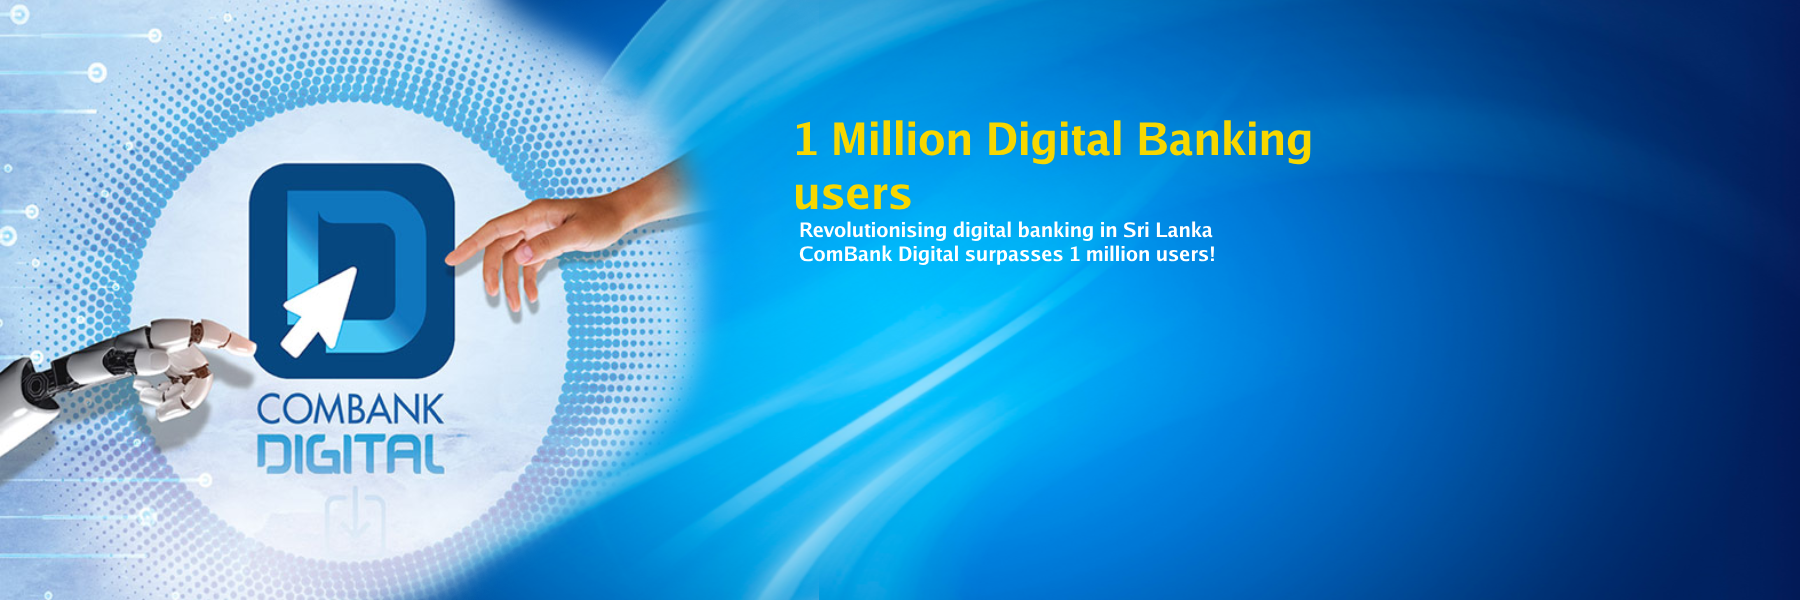 COMBANK
DIGITAL
1 Million Digital Banking
users
Revolutionising digital banking in Sri Lanka
ComBank Digital surpasses 1 million users!